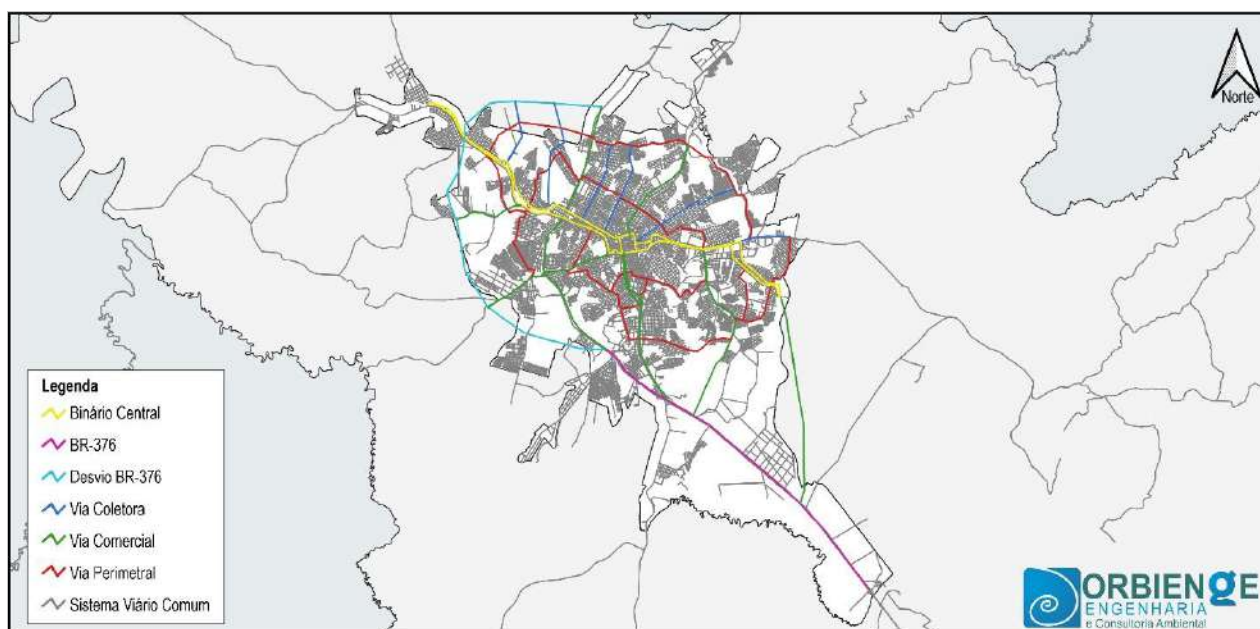 Norte
Legenda
Binário Central
BR-376
Desvio BR-376
Via Coletora
Via Comercial
Via Perimetral
Sistema Viário Comum
ORBIENGE
ENGENHARIA
e Consultoria Ambiental